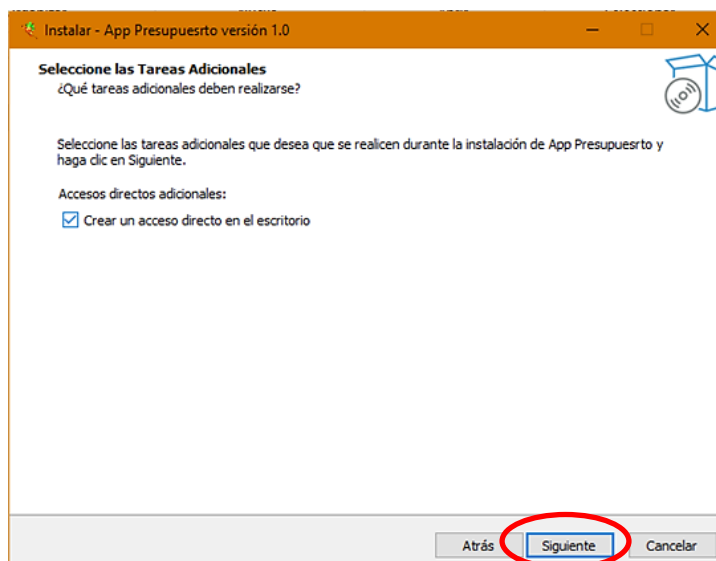 Instalar - App Presupuesrto versión 1.0
Seleccione las Tareas Adicionales
¿Qué tareas adicionales deben realizarse?
Seleccione las tareas adicionales que desea que se realicen durante la instalación de App Presupuesrto y
haga clic en Siguiente.
Accesos directos adicionales:
Crear un acceso directo en el escritorio
Atrás
Siguiente
Cancelar